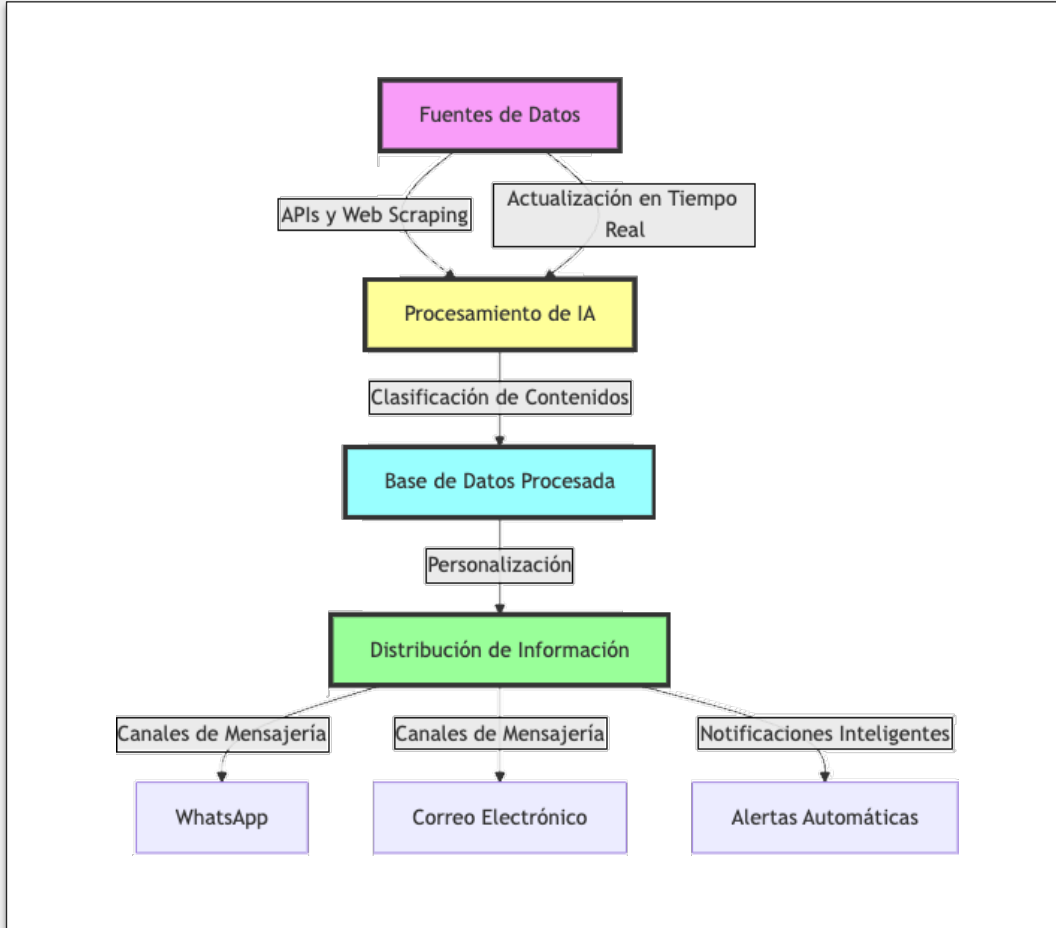 Fuentes de Datos
APIs y Web Scraping
Actualización en Tiempo
Real
Procesamiento de IA
Clasificación de Contenidos
Base de Datos Procesada
Personalización
Distribución de Información
Canales de Mensajería
Canales de Mensajería
Notificaciones Inteligentes
WhatsApp
Correo Electrónico
Alertas Automáticas